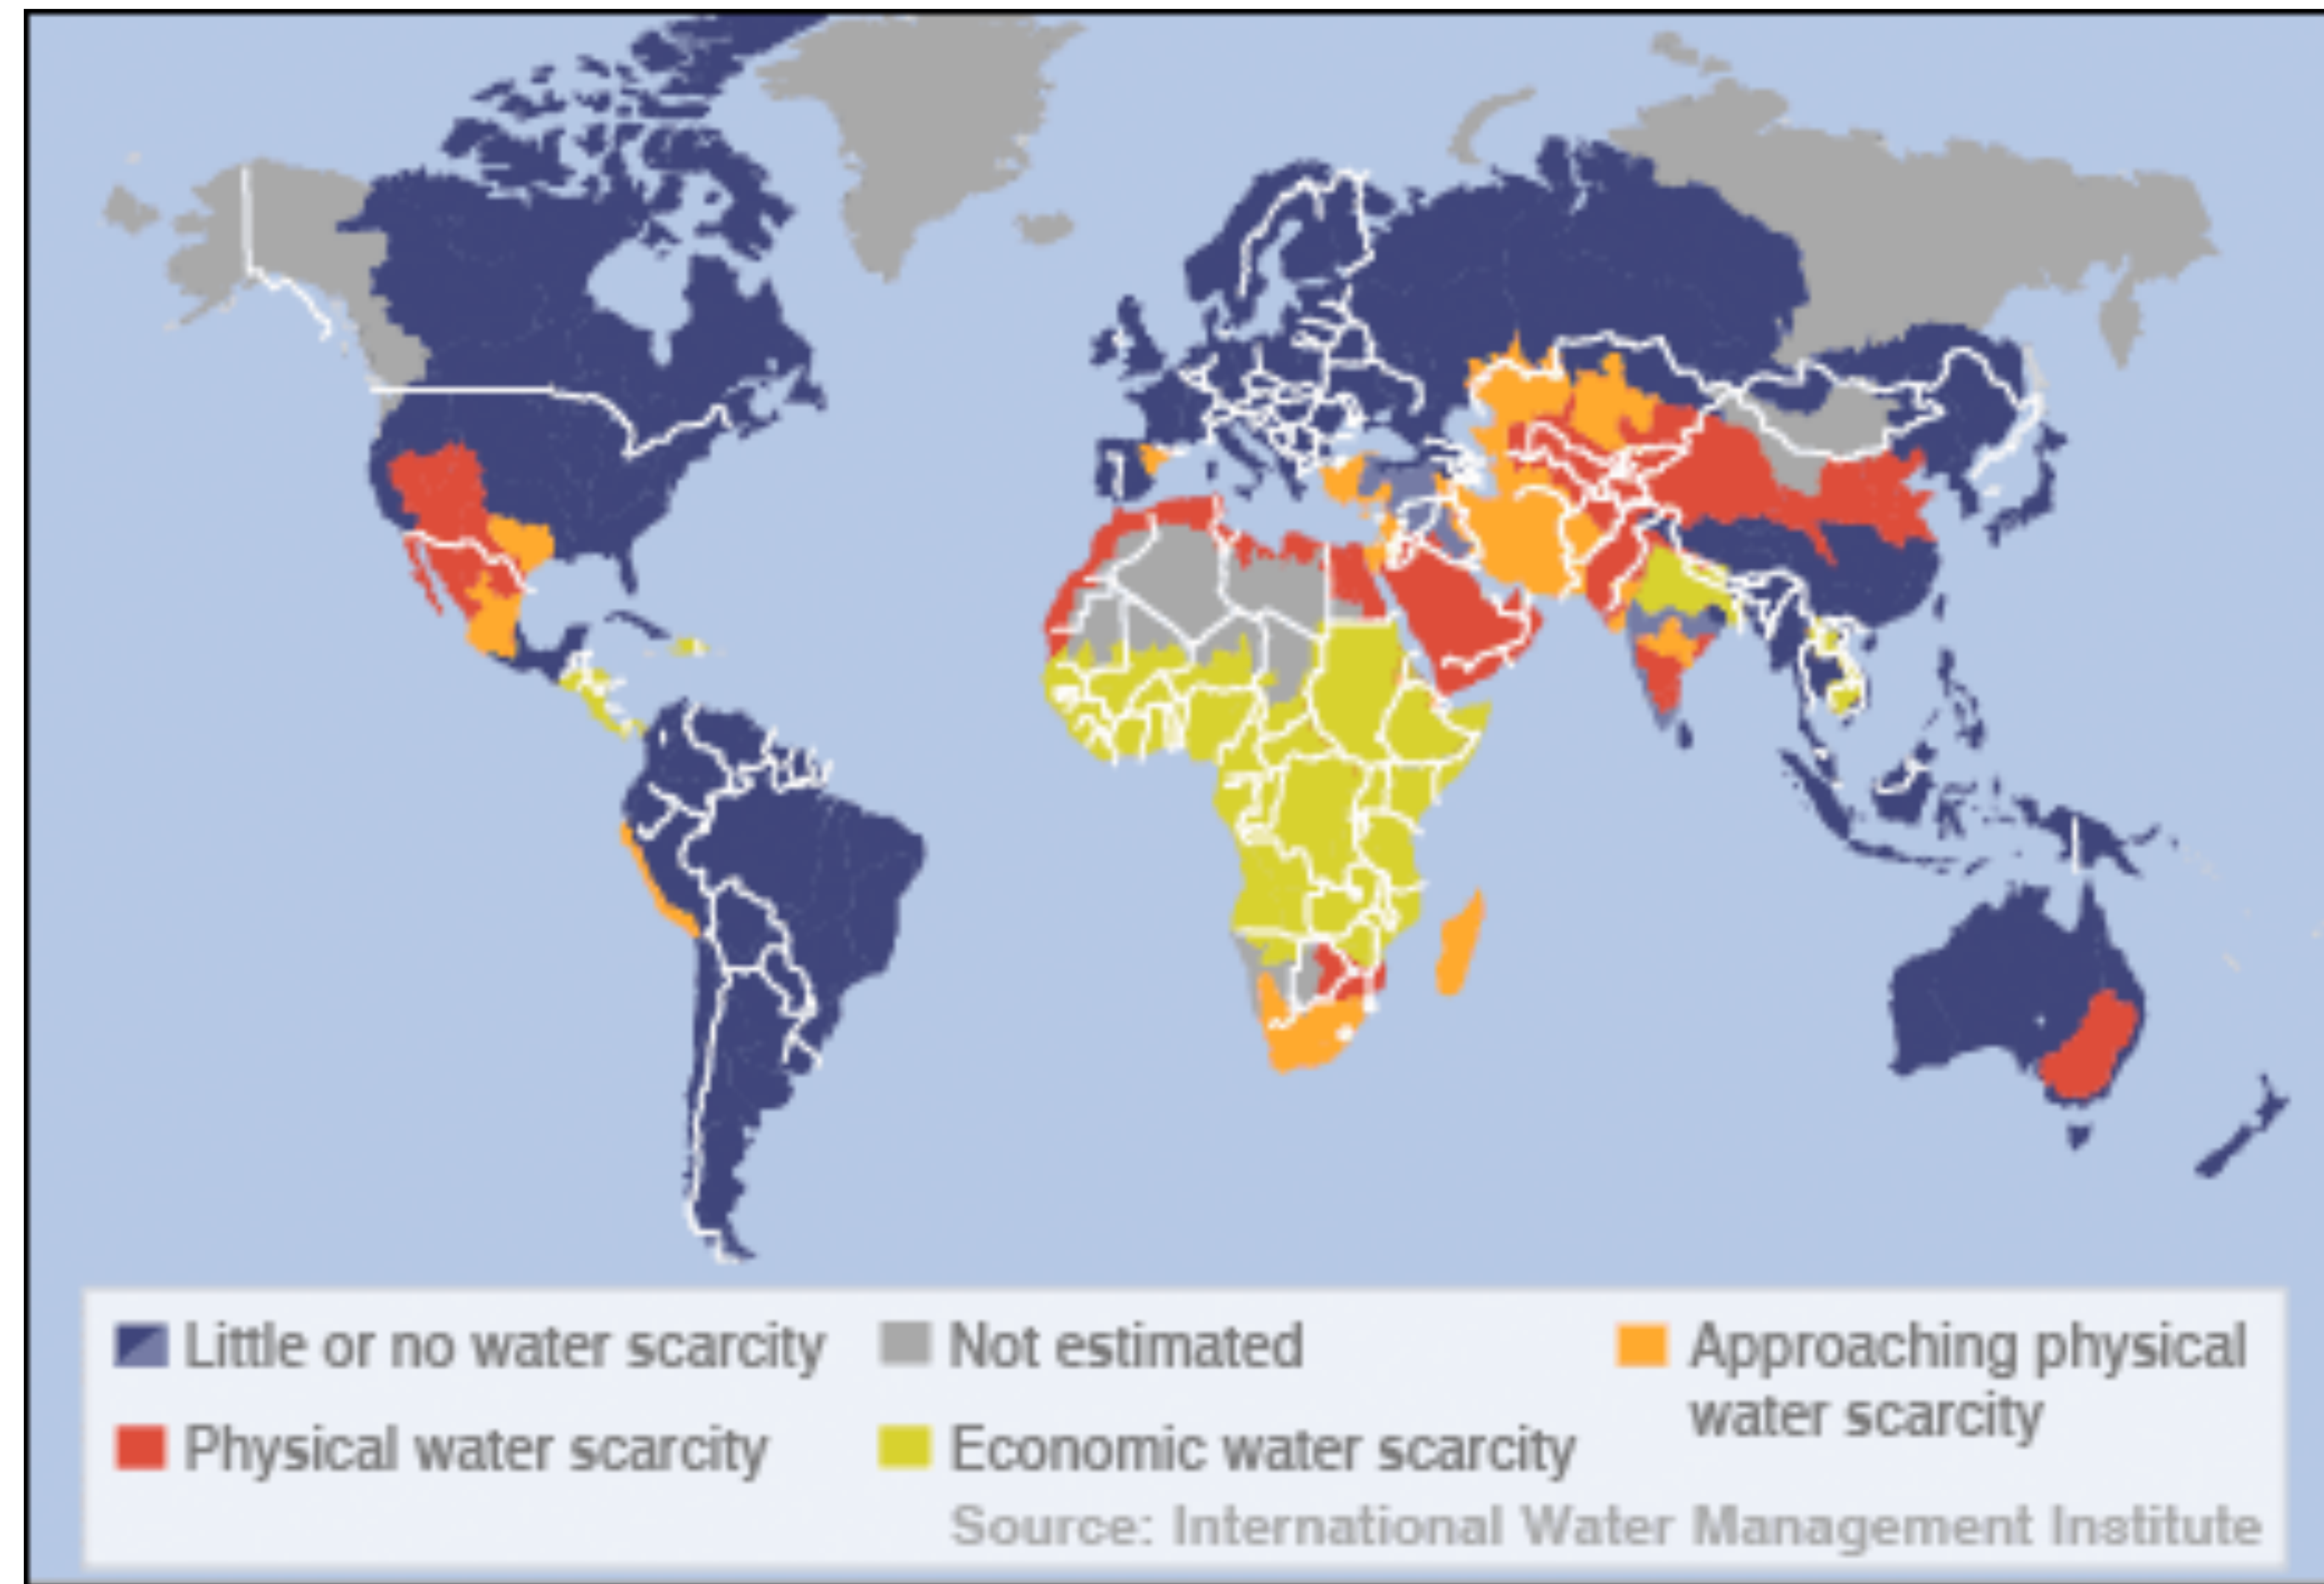 Little or no water scarcity
Not estimated
Approaching physical
water scarcity
Physical water scarcity
Economic water scarcity
Source: International Water Management Institute